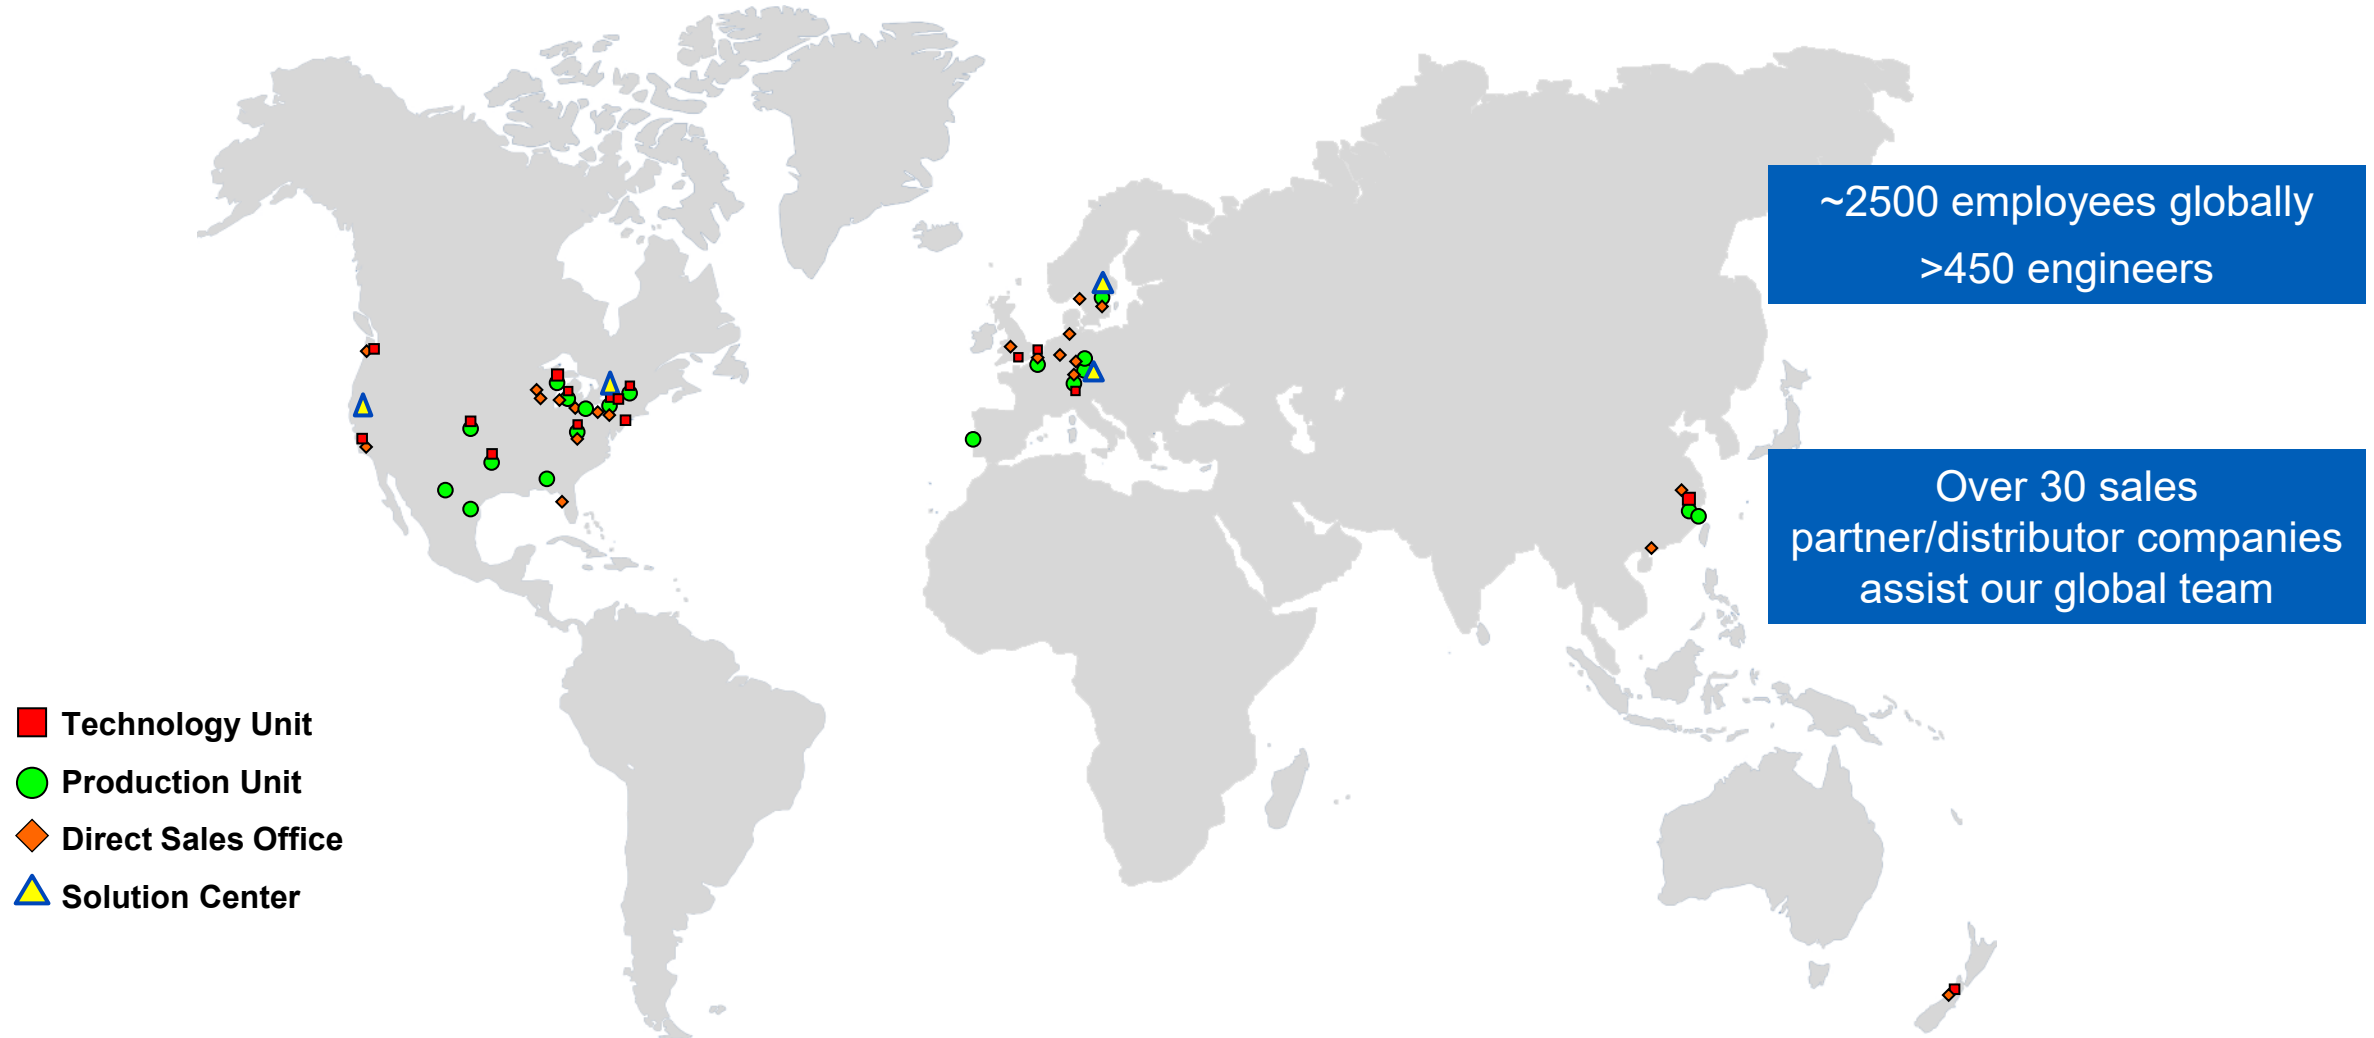 ~2500 employees globally
>450 engineers
Over 30 sales
partner/distributor companies
assist our global team
Technology Unit
Production Unit
Direct Sales Office
Solution Center